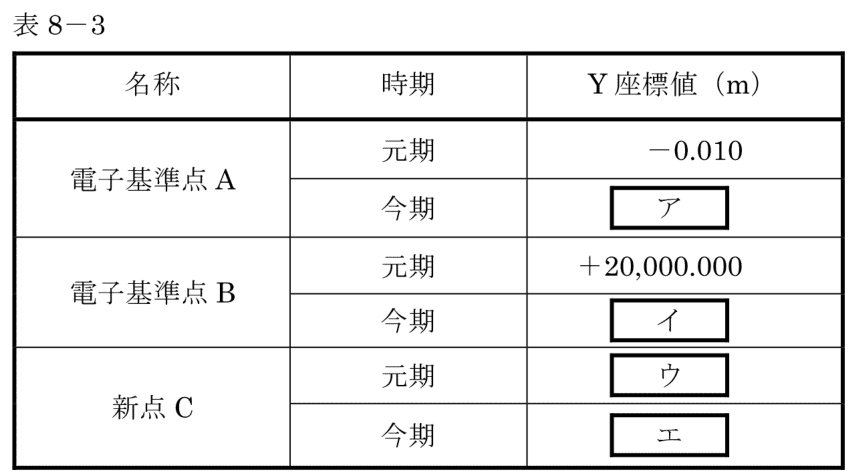 表 8－3
名称 時期 Y 座標値（m）
電子基準点 A 元期 －0.010
今期 ア
電子基準点 B 元期 ＋20,000.000
今期 イ
新点 C 元期 ウ
今期 エ